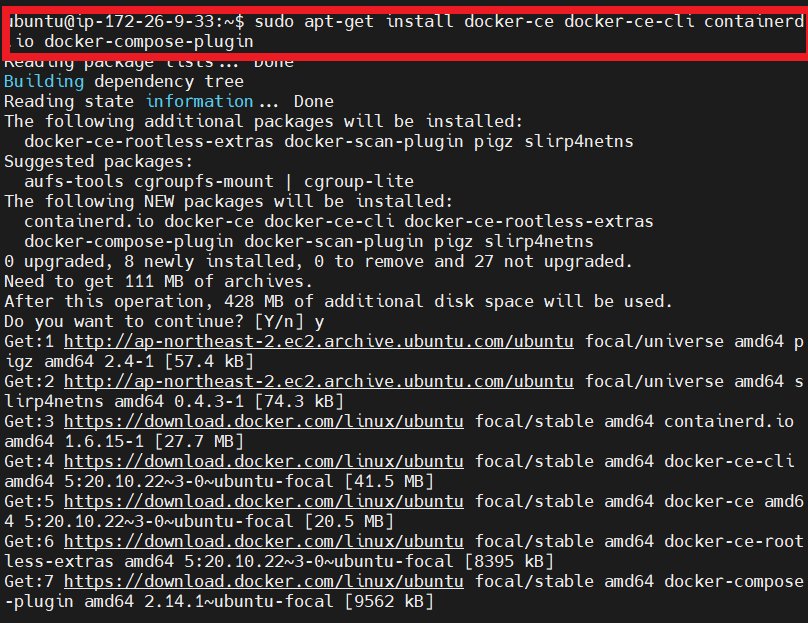 ubuntu@ip-172-26-9-33:~$ sudo apt-get install docker-ce docker-ce-cli containerd
.io docker-compose-plugin
Reading package lists... Done
Building dependency tree
Reading state information... Done
The following additional packages will be installed:
  docker-ce-rootless-extras docker-scan-plugin pigz slirp4netns
Suggested packages:
  aufs-tools cgroupfs-mount | cgroup-lite
The following NEW packages will be installed:
  containerd.io docker-ce docker-ce-cli docker-ce-rootless-extras
  docker-compose-plugin docker-scan-plugin pigz slirp4netns
0 upgraded, 8 newly installed, 0 to remove and 27 not upgraded.
Need to get 111 MB of archives.
After this operation, 428 MB of additional disk space will be used.
Do you want to continue? [Y/n] y
Get:1 http://ap-northeast-2.ec2.archive.ubuntu.com/ubuntu focal/universe amd64 p
igz amd64 2.4-1 [57.4 kB]
Get:2 http://ap-northeast-2.ec2.archive.ubuntu.com/ubuntu focal/universe amd64 s
lirp4netns amd64 0.4.3-1 [74.3 kB]
Get:3 https://download.docker.com/linux/ubuntu focal/stable amd64 containerd.io
amd64 1.6.15-1 [27.7 MB]
Get:4 https://download.docker.com/linux/ubuntu focal/stable amd64 docker-ce-cli
amd64 5:20.10.22~3-0~ubuntu-focal [41.5 MB]
Get:5 https://download.docker.com/linux/ubuntu focal/stable amd64 docker-ce amd6
4 5:20.10.22~3-0~ubuntu-focal [20.5 MB]
Get:6 https://download.docker.com/linux/ubuntu focal/stable amd64 docker-ce-root
less-extras amd64 5:20.10.22~3-0~ubuntu-focal [8395 kB]
Get:7 https://download.docker.com/linux/ubuntu focal/stable amd64 docker-compose
-plugin amd64 2.14.1~ubuntu-focal [9562 kB]